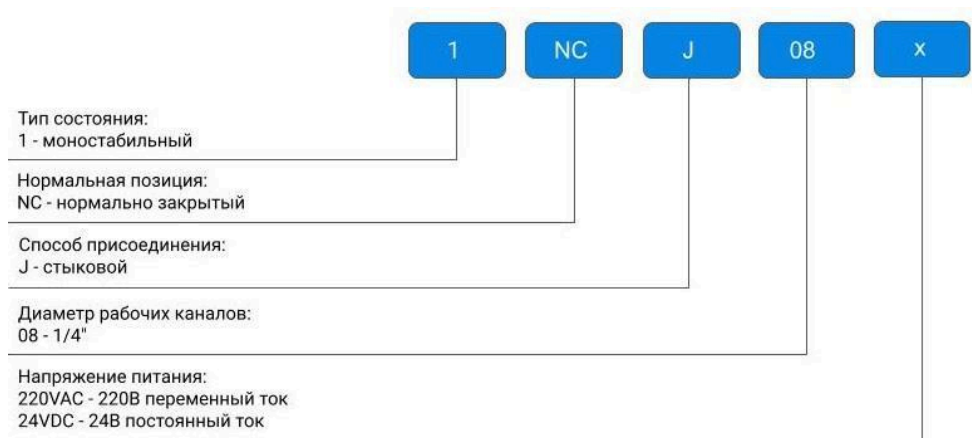 1 NC J 08 x
Тип состояния:
1 - моностабильный
Нормальная позиция:
NC - нормально закрытый
Способ присоединения:
J - стыковой
Диаметр рабочих каналов:
08 - 1/4"
Напряжение питания:
220VAC - 220В переменный ток
24VDC - 24В постоянный ток